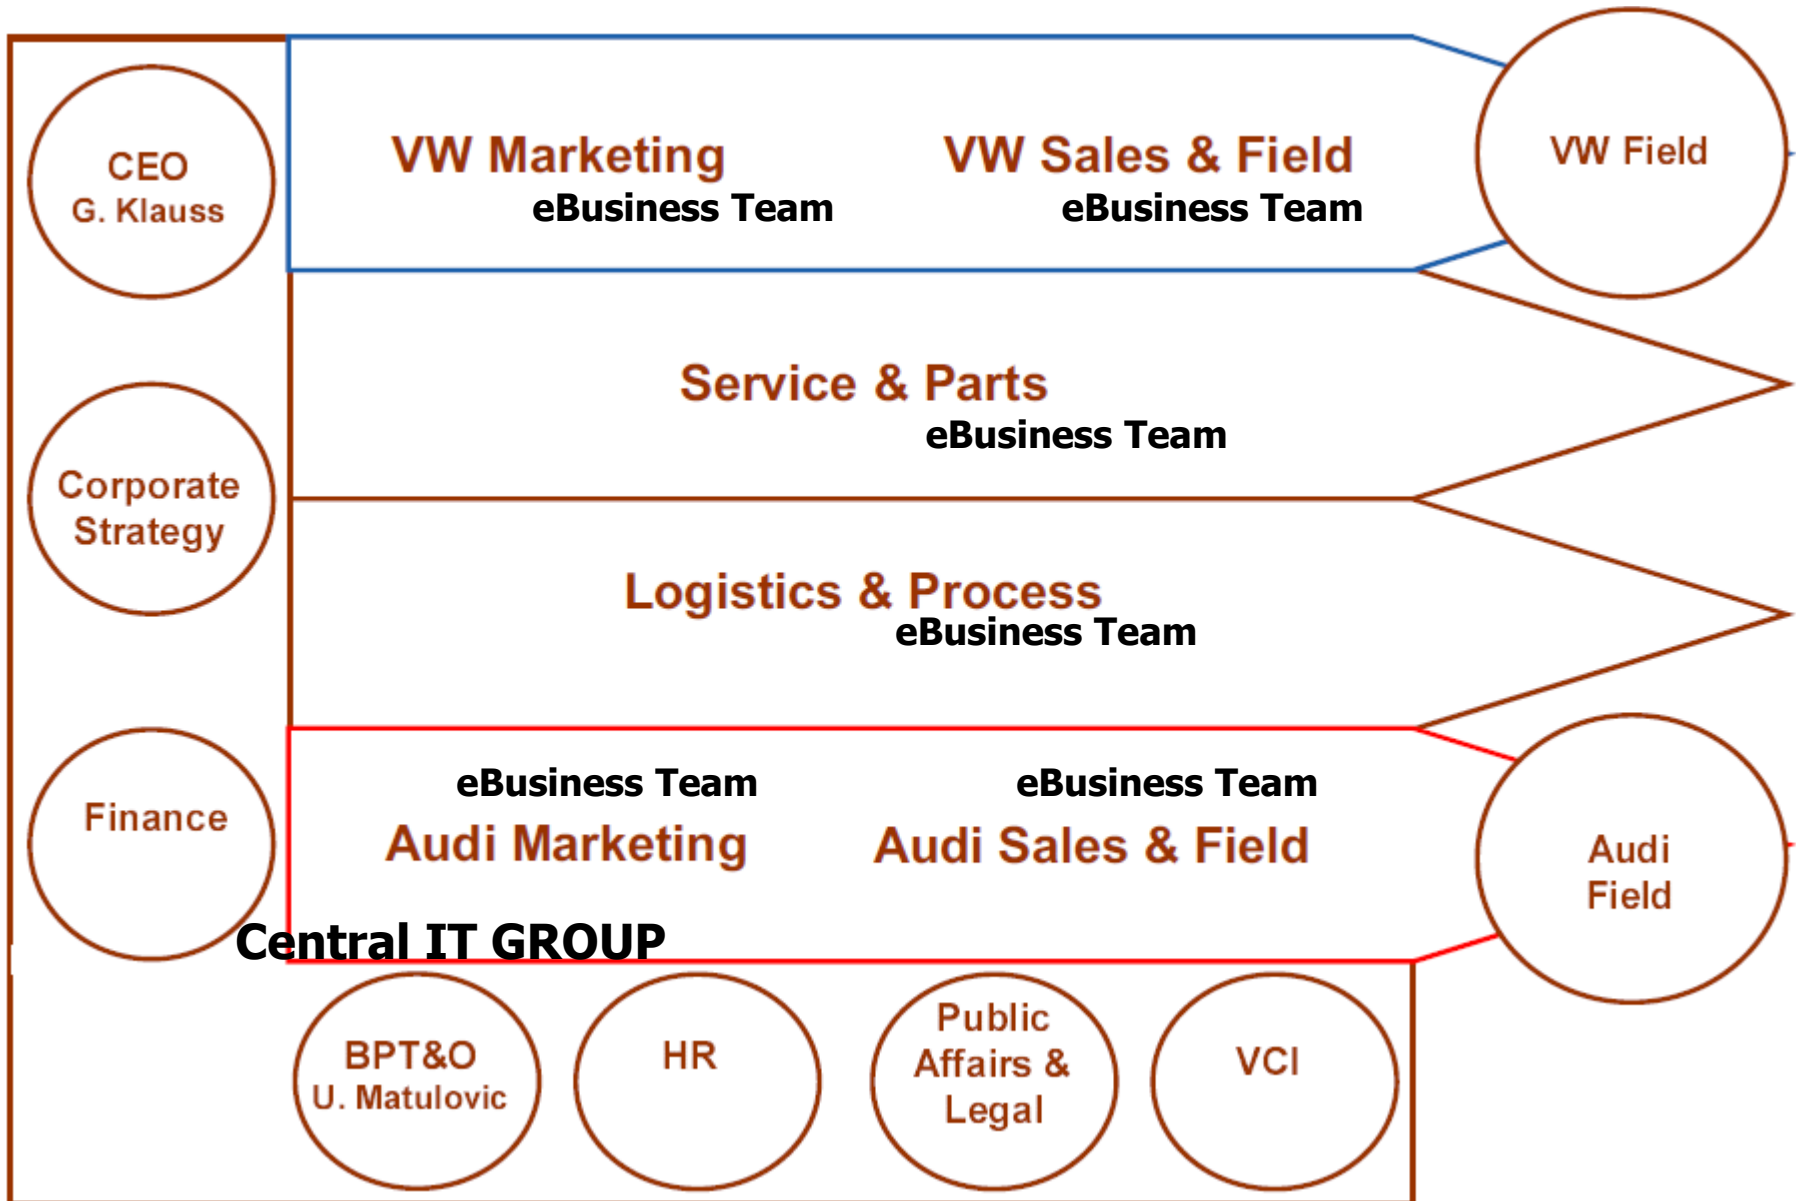 CEO
G. Klauss
VW Marketing
eBusiness Team
VW Sales & Field
eBusiness Team
VW Field
Service & Parts
eBusiness Team
Corporate
Strategy
Logistics & Process
eBusiness Team
Finance
eBusiness Team
Audi Marketing
eBusiness Team
Audi Sales & Field
Audi
Field
Central IT GROUP
BPT&O
U. Matulovic
HR
Public
Affairs &
Legal
VCI